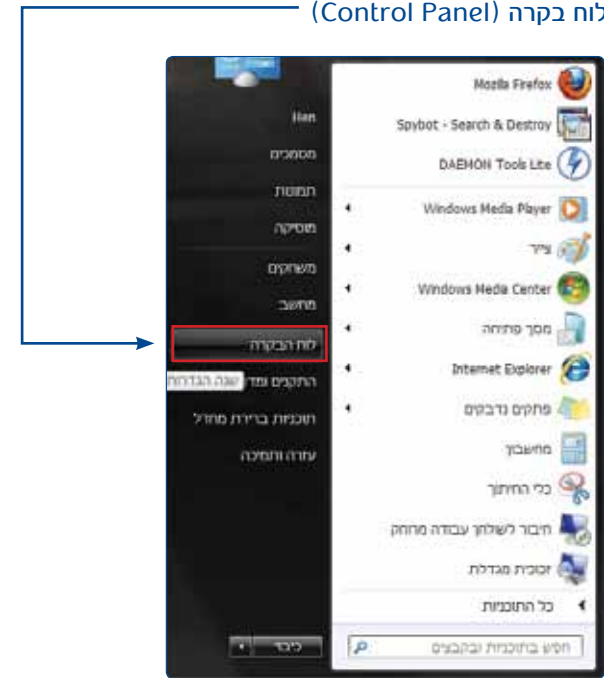 לוח בקרה (Control Panel)
Mozilla Firefox
Spybot - Search & Destroy
DAEMON Tools Lite
Windows Media Player
צייר
Windows Media Center
מסך פתיחה
Internet Explorer
פתקים נדבקים
מחשבון
כלי החיתוך
חיבור לשולחן עבודה מרוחק
זכוכית מגדלת
כל התוכניות
חפש בתוכניות ובקבצים
Ilan
מסמכים
תמונות
מוסיקה
משחקים
מחשב
לוח הבקרה
התקנים ומד
שנה הגדרות
תוכניות ברירת מחדל
עזרה ותמיכה
כיבוי